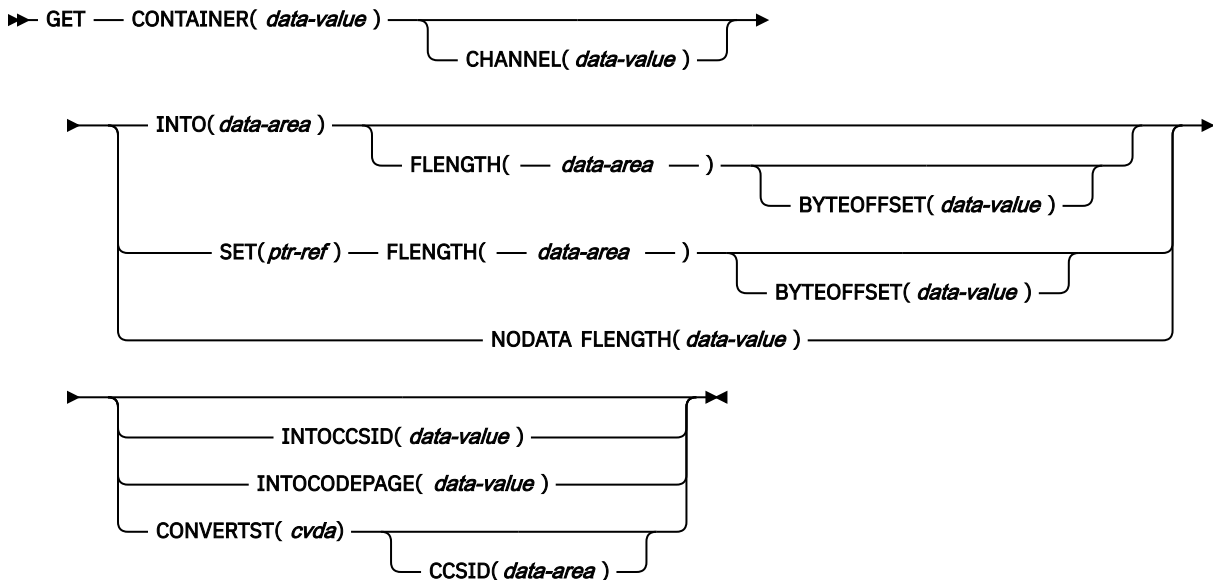 GET CONTAINER( data-value )
CHANNEL( data-value )
INTO( data-area )
FLENGTH( data-area )
BYTEOFFSET( data-value )
SET( ptr-ref ) FLENGTH( data-area )
BYTEOFFSET( data-value )
NODATA FLENGTH( data-value )
INTOCCSID( data-value )
INTOCODEPAGE( data-value )
CONVERTST( cvda)
CCSID( data-area )